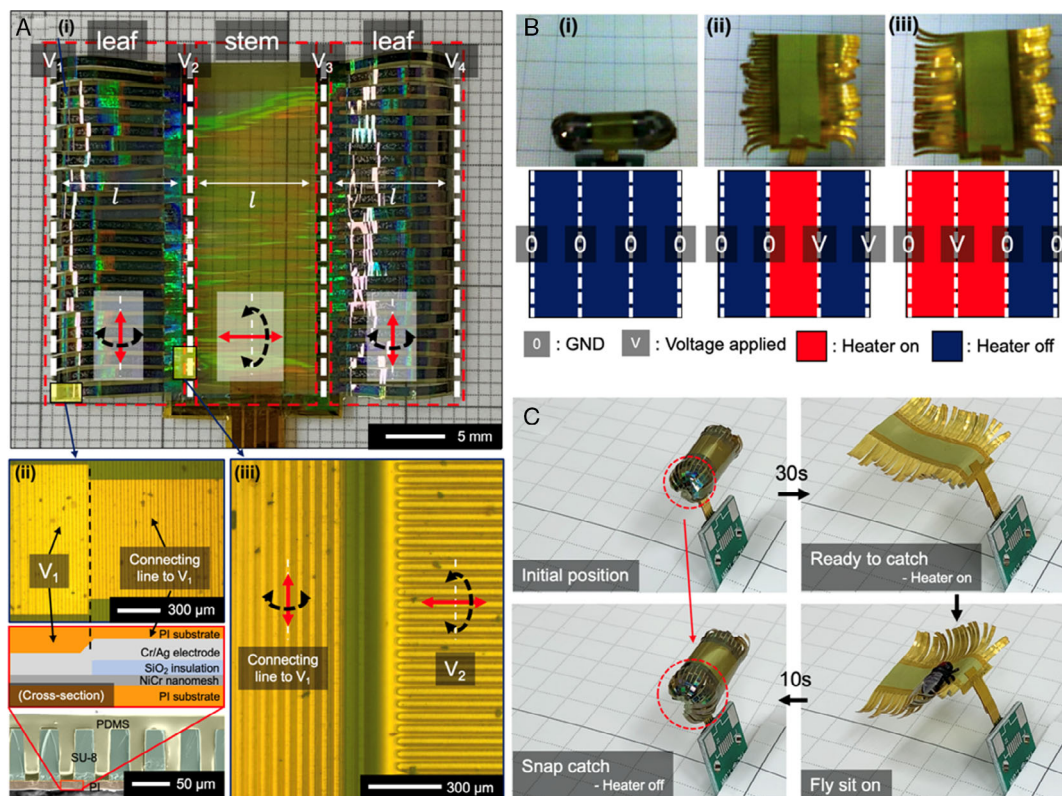 A
(i)
leaf
stem
leaf
V1
V2
V3
V4
l
l
l
5 mm
(ii)
V1
Connecting
line to V1
300 µm
PI substrate
Cr/Ag electrode
SiO2 insulation
NiCr nanomesh
(Cross-section)
PI substrate
PDMS
SU-8
PI
50 µm
(iii)
Connecting
line to V1
V2
300 µm
B
(i)
(ii)
(iii)
0 0 0 0
0 0 V V
0 V 0 0
0 : GND
V : Voltage applied
: Heater on
: Heater off
C
Initial position
30s
Ready to catch
- Heater on
Snap catch
- Heater off
10s
Fly sit on